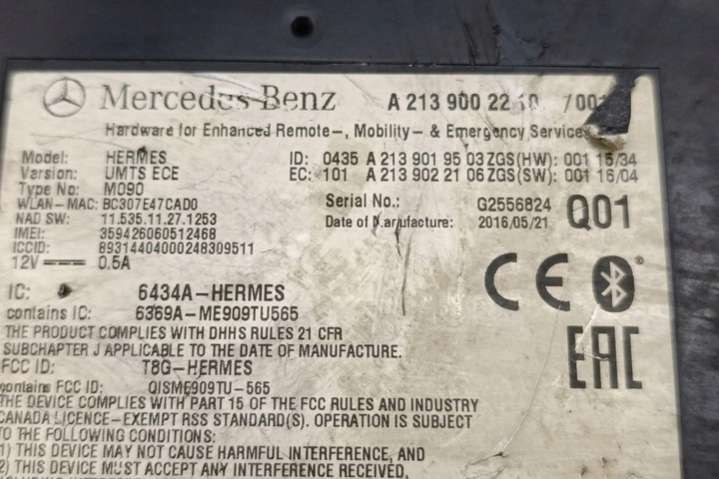 Mercedes-Benz A 213 900 22 10 /001
Hardware for Enhanced Remote-, Mobility- & Emergency Services
Model: HERMES ID: 0435 A 213 901 95 03 ZGS(HW): 001 15/34
Version: UMTS ECE EC: 101 A 213 902 21 06 ZGS(SW): 001 16/04
Type No: M090
WLAN-MAC: BC307E47CAD0 Serial No.: G2556824 Q01
NAD SW: 11.535.11.27.1253 Date of Manufacture: 2016/05/21
IMEI: 359426060512468
ICCID: 89314404000248309511
12V 0.5A
CE
IC: 6434A-HERMES
contains IC: 6369A-ME909TU565
EAC
THE PRODUCT COMPLIES WITH DHHS RULES 21 CFR
SUBCHAPTER J APPLICABLE TO THE DATE OF MANUFACTURE.
FCC ID: T8G-HERMES
contains FCC ID: QISME909TU-565
THE DEVICE COMPLIES WITH PART 15 OF THE FCC RULES AND INDUSTRY
CANADA LICENCE-EXEMPT RSS STANDARD(S). OPERATION IS SUBJECT
TO THE FOLLOWING CONDITIONS:
1) THIS DEVICE MAY NOT CAUSE HARMFUL INTERFERENCE, AND
2) THIS DEVICE MUST ACCEPT ANY INTERFERENCE RECEIVED,